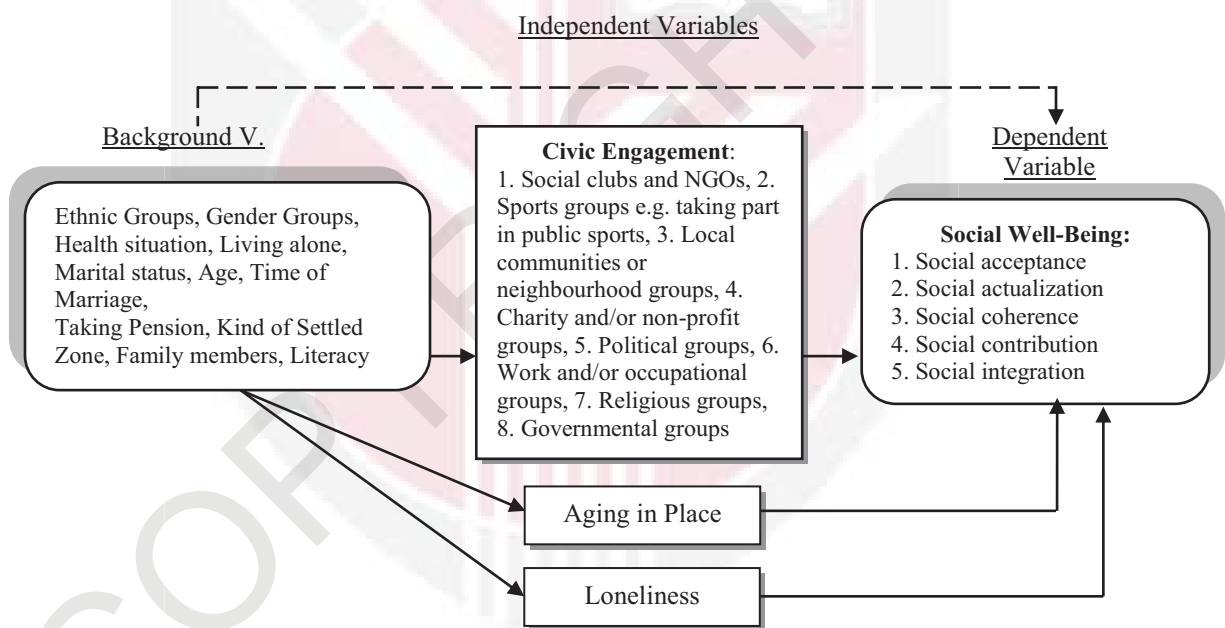 Independent Variables
Background V.
Ethnic Groups, Gender Groups,
Health situation, Living alone,
Marital status, Age, Time of
Marriage,
Taking Pension, Kind of Settled
Zone, Family members, Literacy
Civic Engagement:
1. Social clubs and NGOs, 2.
Sports groups e.g. taking part
in public sports, 3. Local
communities or
neighbourhood groups, 4.
Charity and/or non-profit
groups, 5. Political groups, 6.
Work and/or occupational
groups, 7. Religious groups,
8. Governmental groups
Aging in Place
Loneliness
Dependent
Variable
Social Well-Being:
1. Social acceptance
2. Social actualization
3. Social coherence
4. Social contribution
5. Social integration